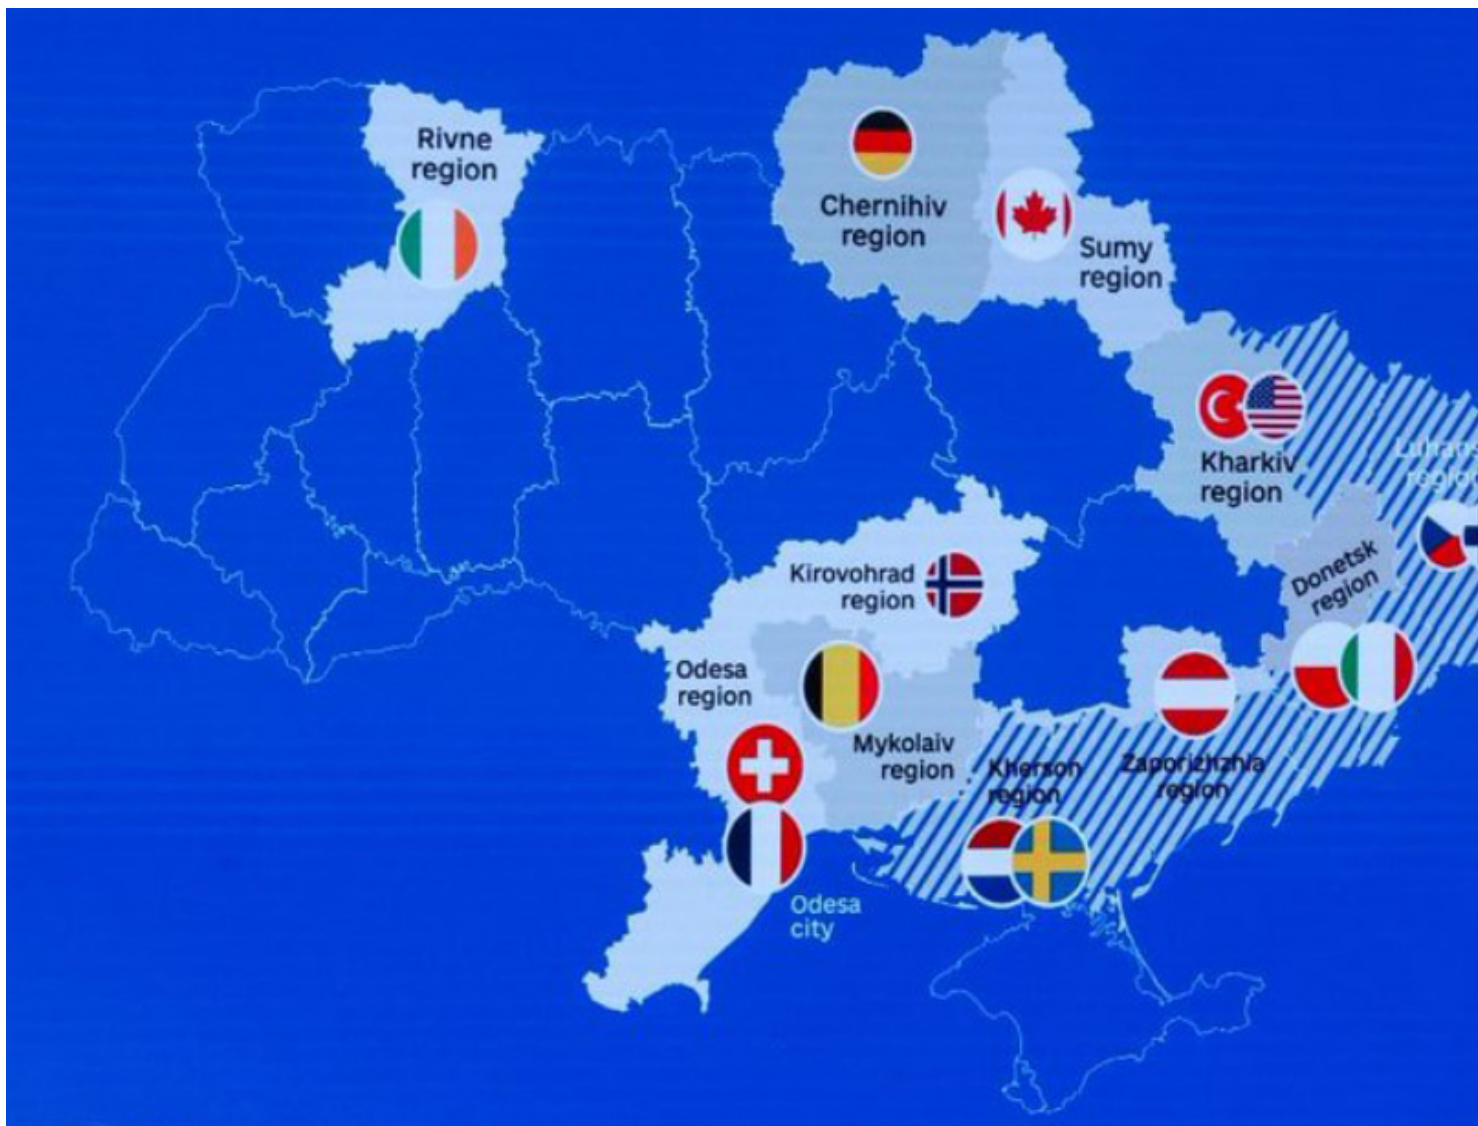 Rivne
region
Chernihiv
region
Sumy
region
Kharkiv
region
Donetsk
region
Kirovohrad
region
Odesa
region
Mykolaiv
region
Kherson
region
Zaporizhzhia
region
Odesa
city